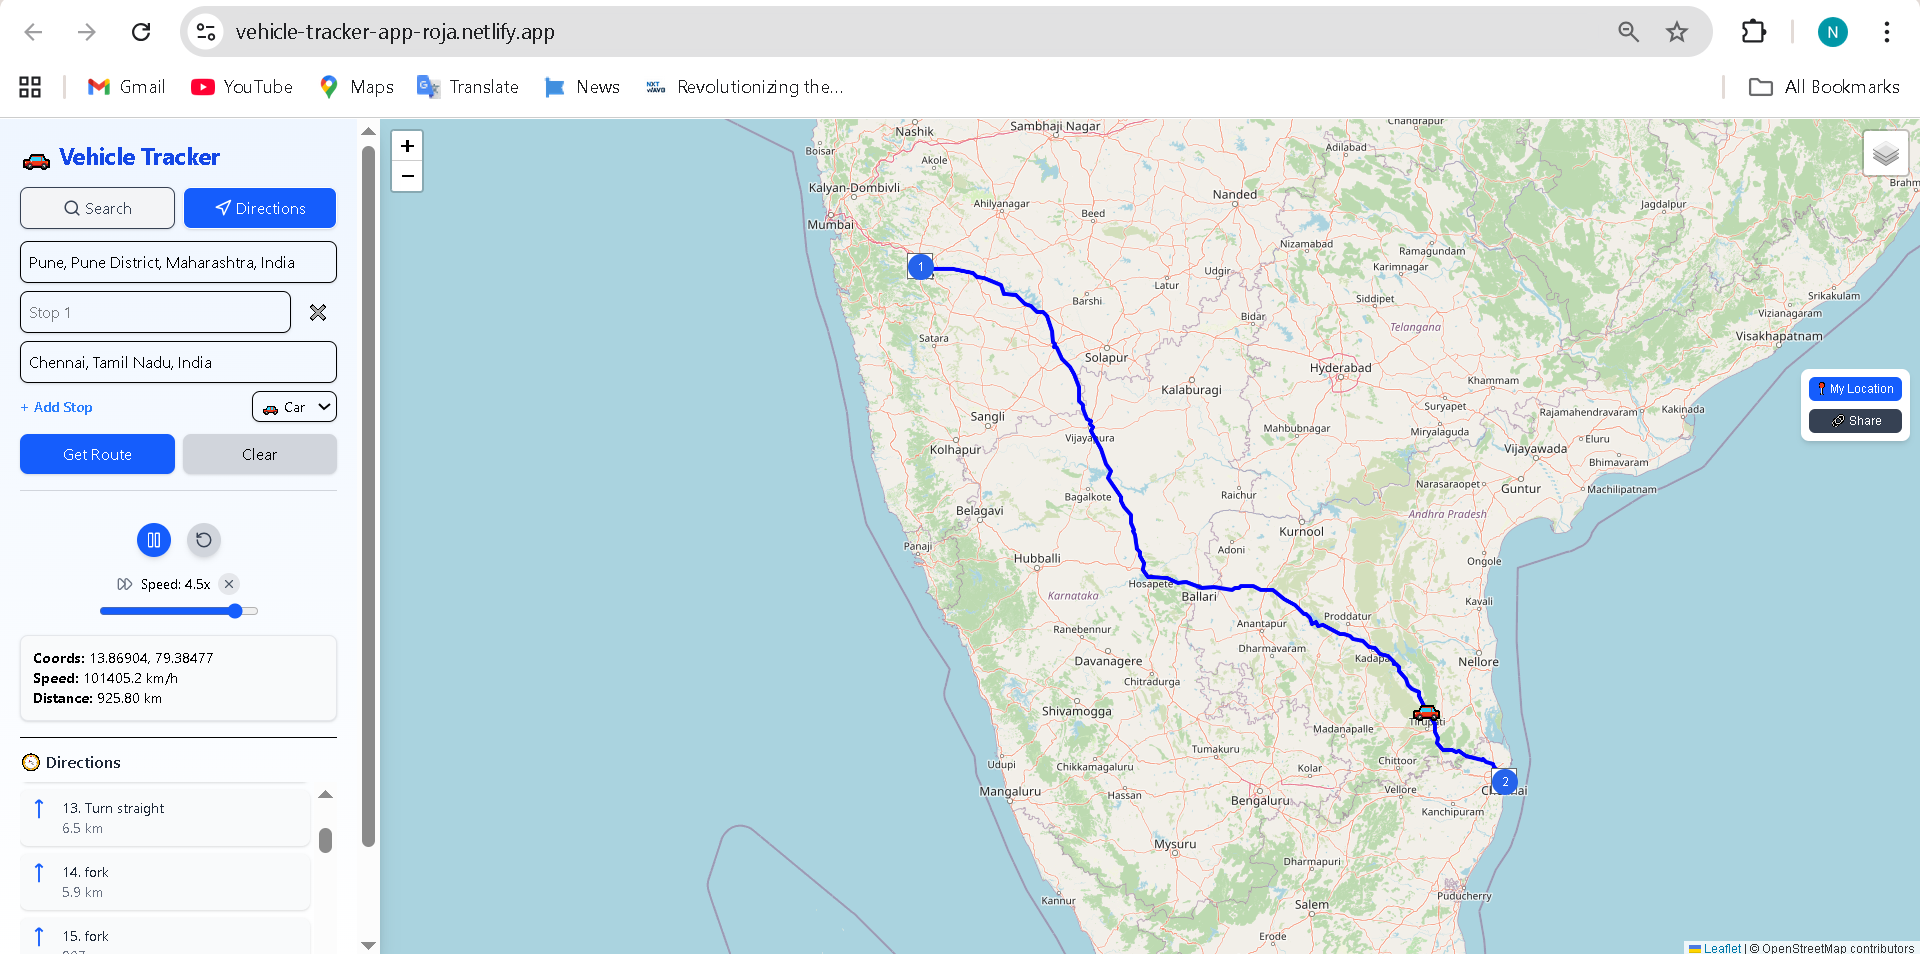 vehicle-tracker-app-roja.netlify.app
N
Gmail
YouTube
Maps
Translate
News
Revolutionizing the...
All Bookmarks
Vehicle Tracker
Search
Directions
Pune, Pune District, Maharashtra, India
Stop 1
Chennai, Tamil Nadu, India
+ Add Stop
Car
Get Route
Clear
Speed: 4.5x
Coords: 13.86904, 79.38477
Speed: 101405.2 km/h
Distance: 925.80 km
Directions
13. Turn straight
6.5 km
14. fork
5.9 km
15. fork
+
−
Nashik
Sambhaji Nagar
Chandrapur
Boisar
Akole
Adilabad
Kalyan-Dombivli
Nanded
Brahm
Ahilyanagar
Beed
Jagdalpur
Mumbai
Nizamabad
Ramagundam
Karimnagar
1
Udgir
Latur
Barshi
Siddipet
Srikakulam
Bidar
Vizianagaram
Telangana
Satara
Visakhapatnam
Solapur
Hyderabad
Khammam
Kalaburagi
My Location
Share
Sangli
Suryapet
Rajamahendravaram
Kakinada
Mahbubnagar
Miryalaguda
Vijayapura
Eluru
Kolhapur
Vijayawada
Bhimavaram
Narasaraopet
Guntur
Machilipatnam
Bagalkote
Raichur
Belagavi
Andhra Pradesh
Kurnool
Panaji
Adoni
Hubballi
Ongole
Hosapete
Ballari
Karnataka
Kavali
Proddatur
Anantapur
Ranebennur
Dharmavaram
Kadapa
Nellore
Davanagere
Chitradurga
Shivamogga
Tirupati
Madanapalle
Tumakuru
Chittoor
Udupi
Chikkamagaluru
Kolar
2
Mangaluru
Hassan
Bengaluru
Vellore
Chennai
Kanchipuram
Mysuru
Dharmapuri
Kannur
Salem
Puducherry
Erode
Leaflet | © OpenStreetMap contributors